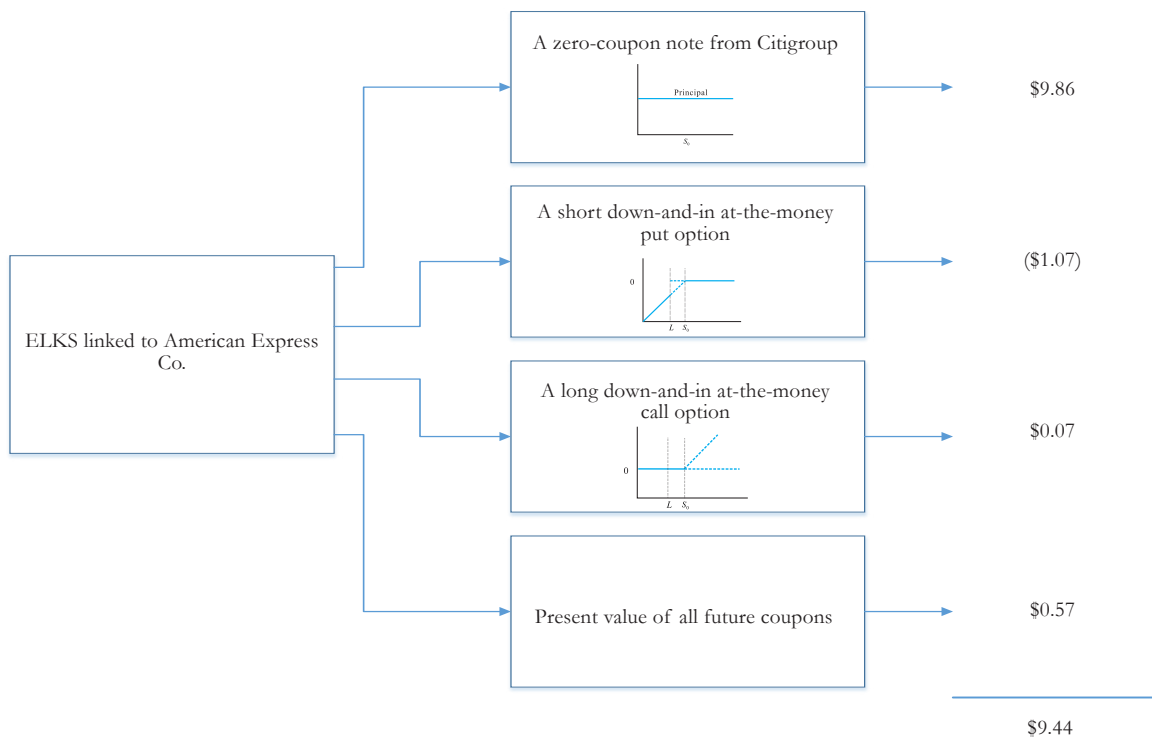 A zero-coupon note from Citigroup
Principal
S₀
$9.86
A short down-and-in at-the-money
put option
0
L
S₀
($1.07)
ELKS linked to American Express
Co.
A long down-and-in at-the-money
call option
0
L
S₀
$0.07
Present value of all future coupons
$0.57
$9.44